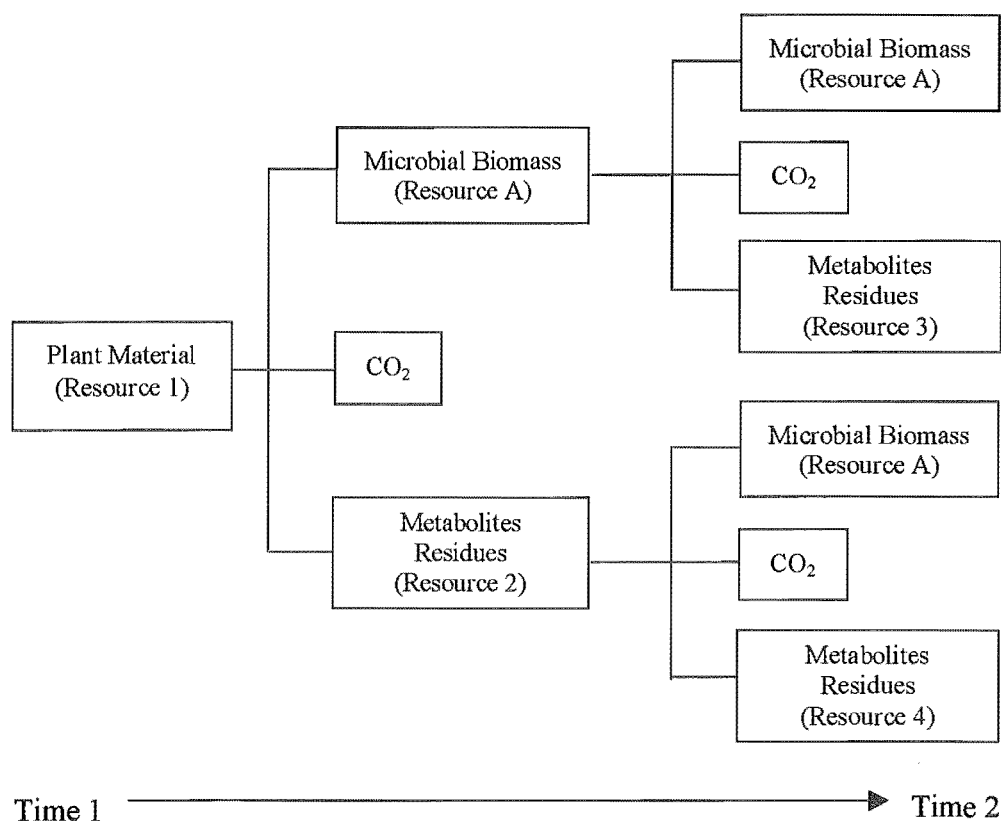 Microbial Biomass
(Resource A)
CO₂
Metabolites
Residues
(Resource 3)
Microbial Biomass
(Resource A)
Plant Material
(Resource 1)
CO₂
Metabolites
Residues
(Resource 2)
Microbial Biomass
(Resource A)
CO₂
Metabolites
Residues
(Resource 4)
Time 1
Time 2